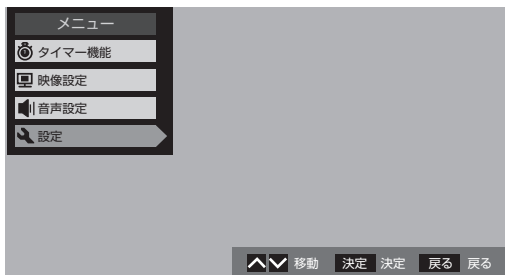 メニュー
タイマー機能
映像設定
音声設定
設定
移動 決定 決定 戻る 戻る